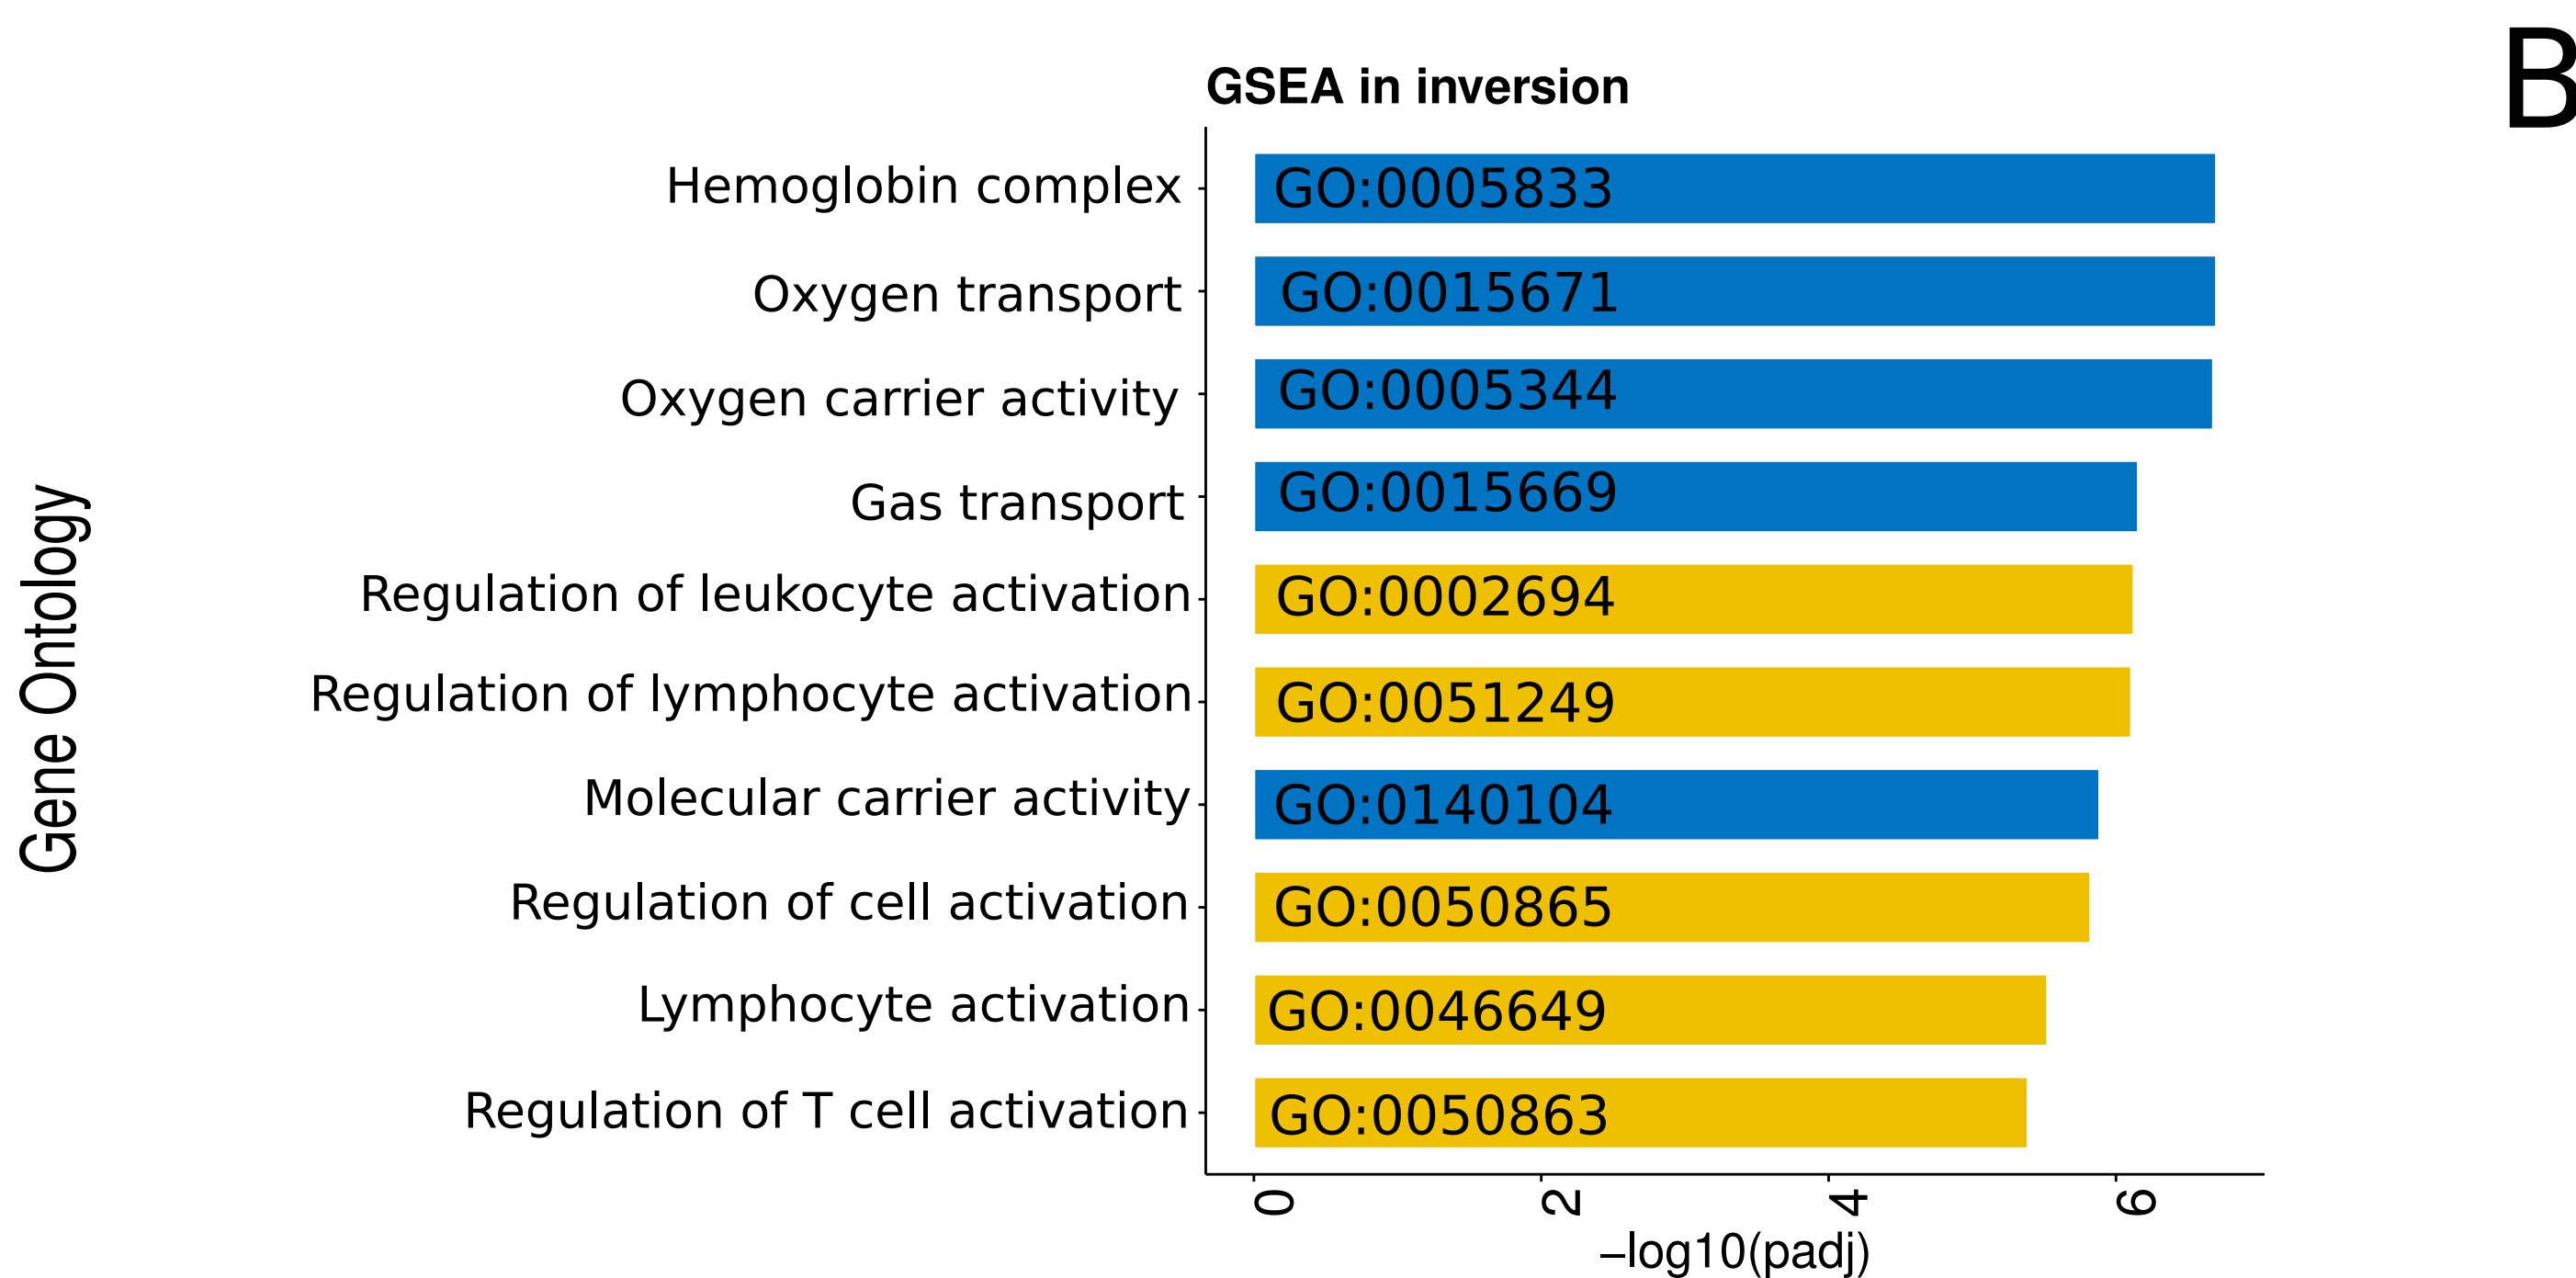 B
GSEA in inversion
Gene Ontology
Hemoglobin complex GO:0005833
Oxygen transport GO:0015671
Oxygen carrier activity GO:0005344
Gas transport GO:0015669
Regulation of leukocyte activation GO:0002694
Regulation of lymphocyte activation GO:0051249
Molecular carrier activity GO:0140104
Regulation of cell activation GO:0050865
Lymphocyte activation GO:0046649
Regulation of T cell activation GO:0050863
0 2 4 6
−log10(padj)